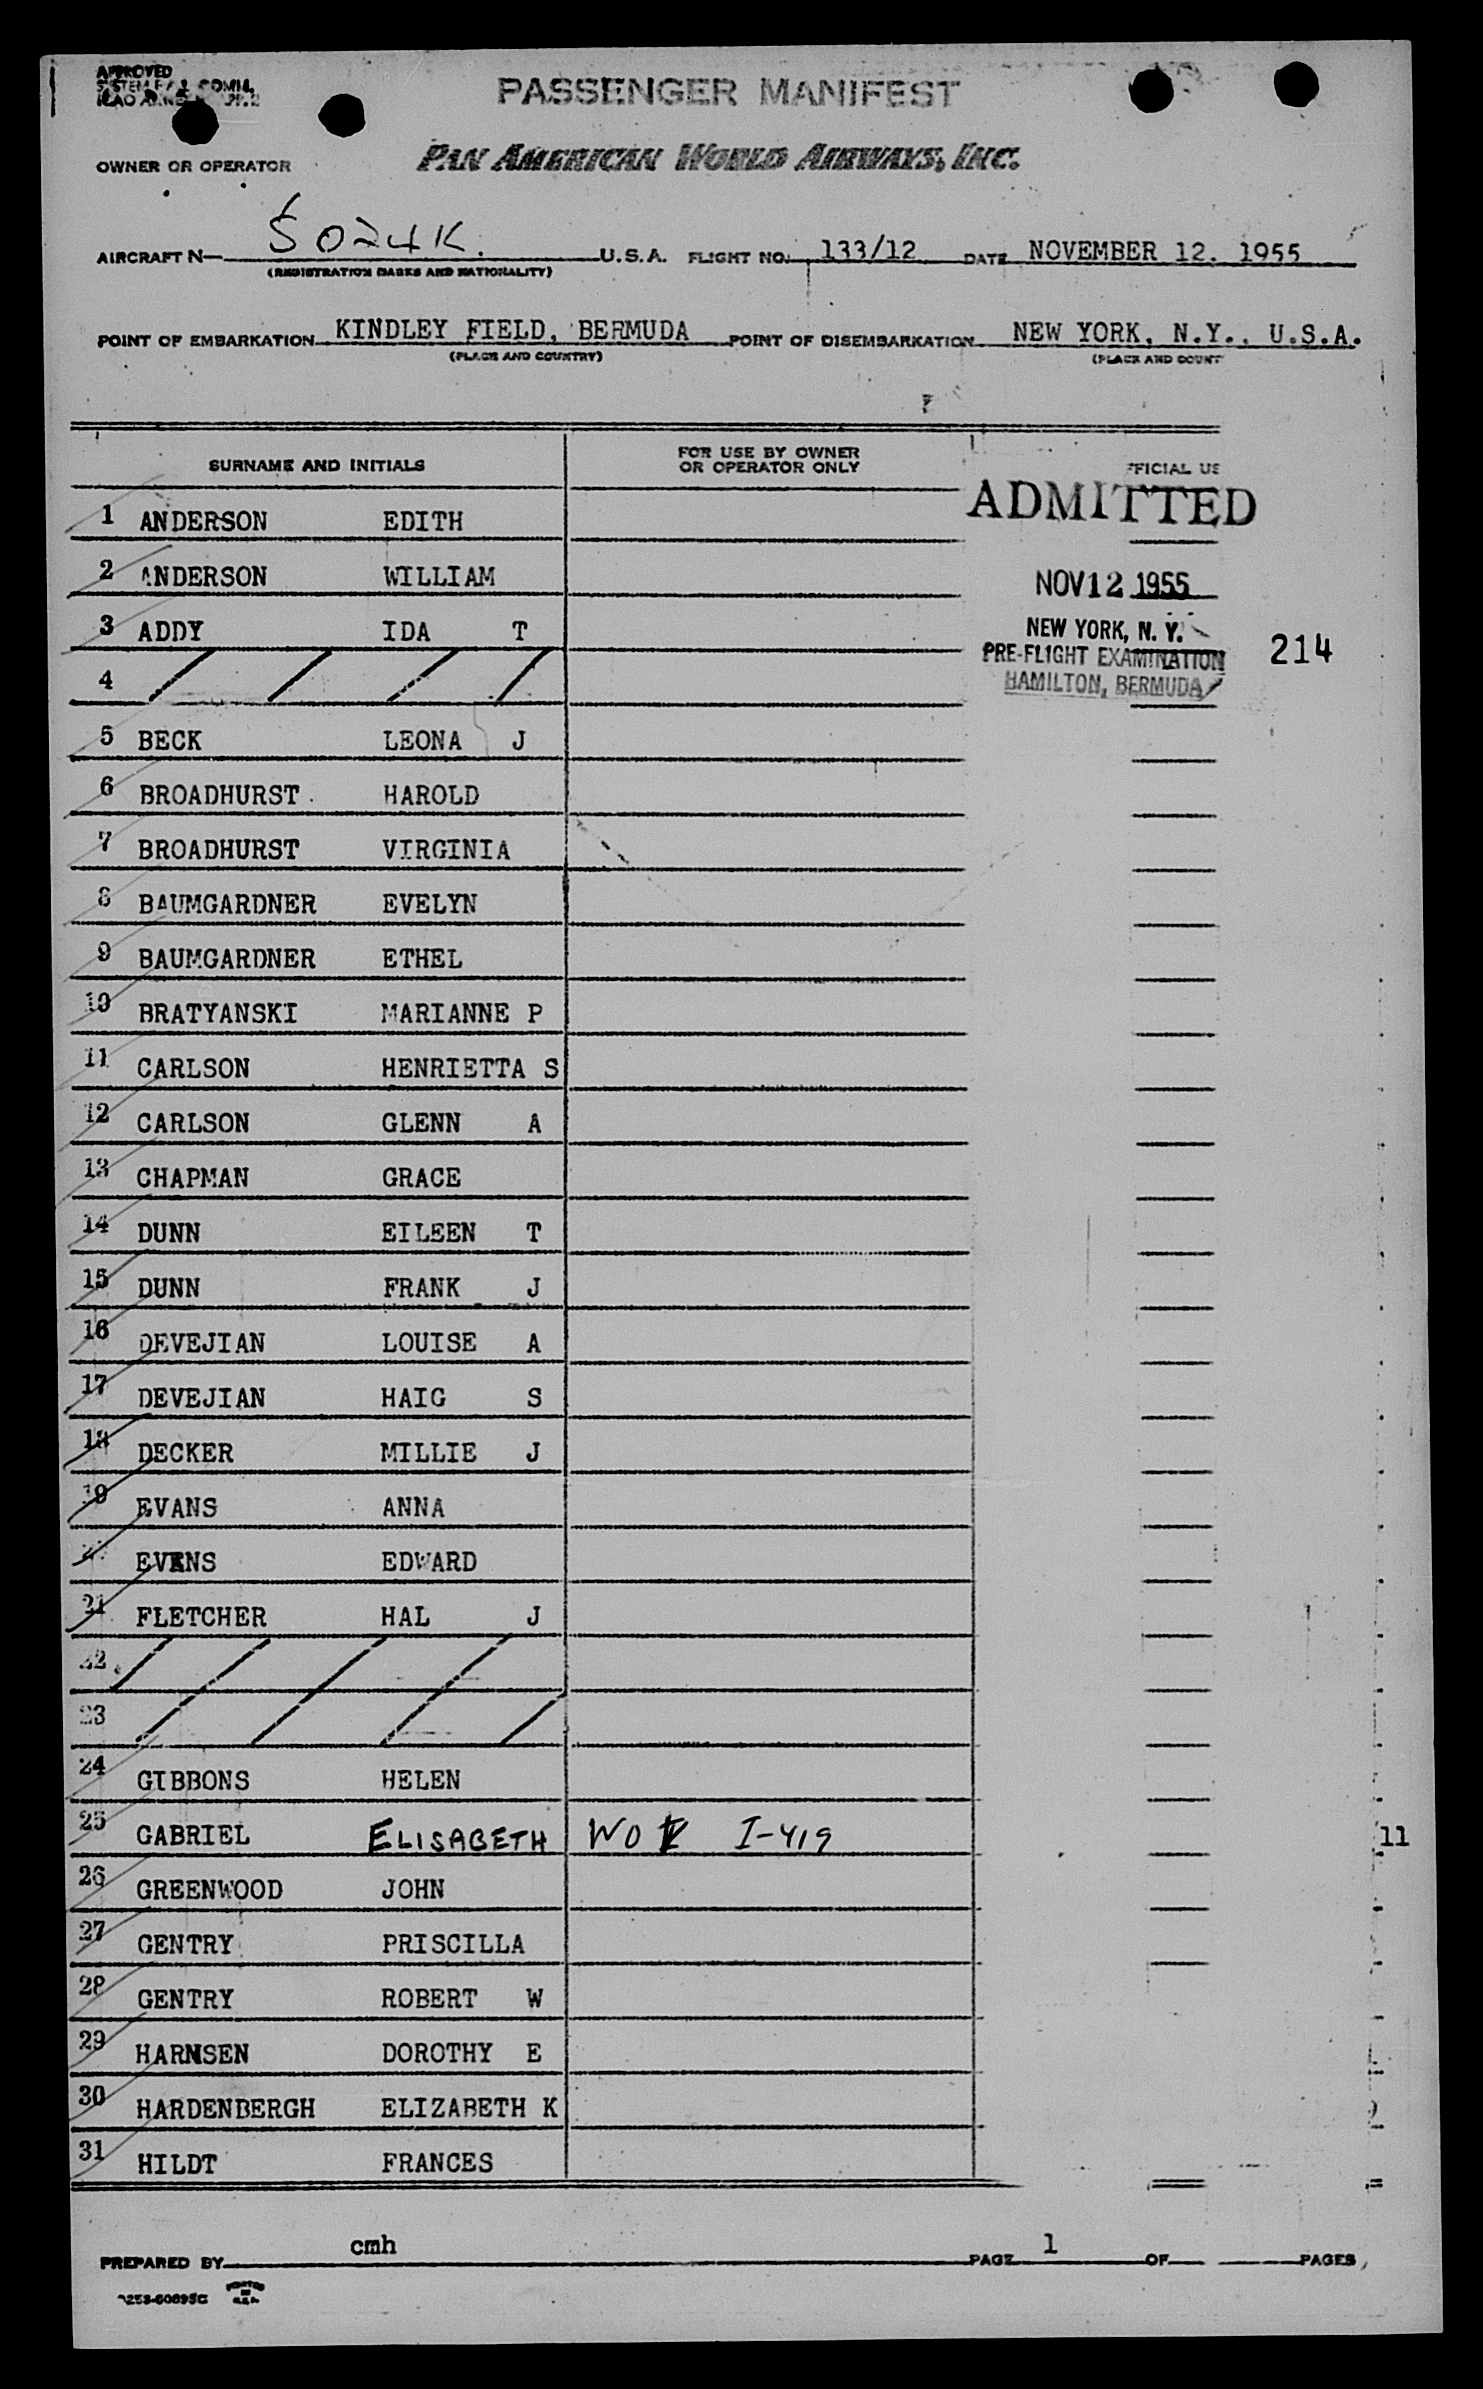 APPROVED
PASSENGER MANIFEST
OWNER OR OPERATOR
PAN AMERICAN WORLD AIRWAYS, INC.
AIRCRAFT N— 5024K. U.S.A. FLIGHT NO. 133/12 DATE NOVEMBER 12. 1955
(REGISTRATION MARKS AND NATIONALITY)
POINT OF EMBARKATION KINDLEY FIELD, BERMUDA POINT OF DISEMBARKATION NEW YORK, N.Y., U.S.A.
(PLACE AND COUNTRY) (PLACE AND COUNT
SURNAME AND INITIALS FOR USE BY OWNER OR OPERATOR ONLY FFICIAL US
ADMITTED
1 ANDERSON EDITH
2 ANDERSON WILLIAM NOV 12 1955
3 ADDY IDA T NEW YORK, N. Y.
4 PRE-FLIGHT EXAMINATION 214
HAMILTON, BERMUDA
5 BECK LEONA J
6 BROADHURST HAROLD
7 BROADHURST VIRGINIA
8 BAUMGARDNER EVELYN
9 BAUMGARDNER ETHEL
10 BRATYANSKI MARIANNE P
11 CARLSON HENRIETTA S
12 CARLSON GLENN A
13 CHAPMAN GRACE
14 DUNN EILEEN T
15 DUNN FRANK J
16 DEVEJIAN LOUISE A
17 DEVEJIAN HAIG S
18 DECKER MILLIE J
19 EVANS ANNA
EVANS EDWARD
21 FLETCHER HAL J
22
23
24 GIBBONS HELEN
25 GABRIEL ELISABETH WO V I-419 11
26 GREENWOOD JOHN
27 GENTRY PRISCILLA
28 GENTRY ROBERT W
29 HARNSEN DOROTHY E
30 HARDENBERGH ELIZABETH K
31 HILDT FRANCES
PREPARED BY cmh PAGE 1 OF PAGES